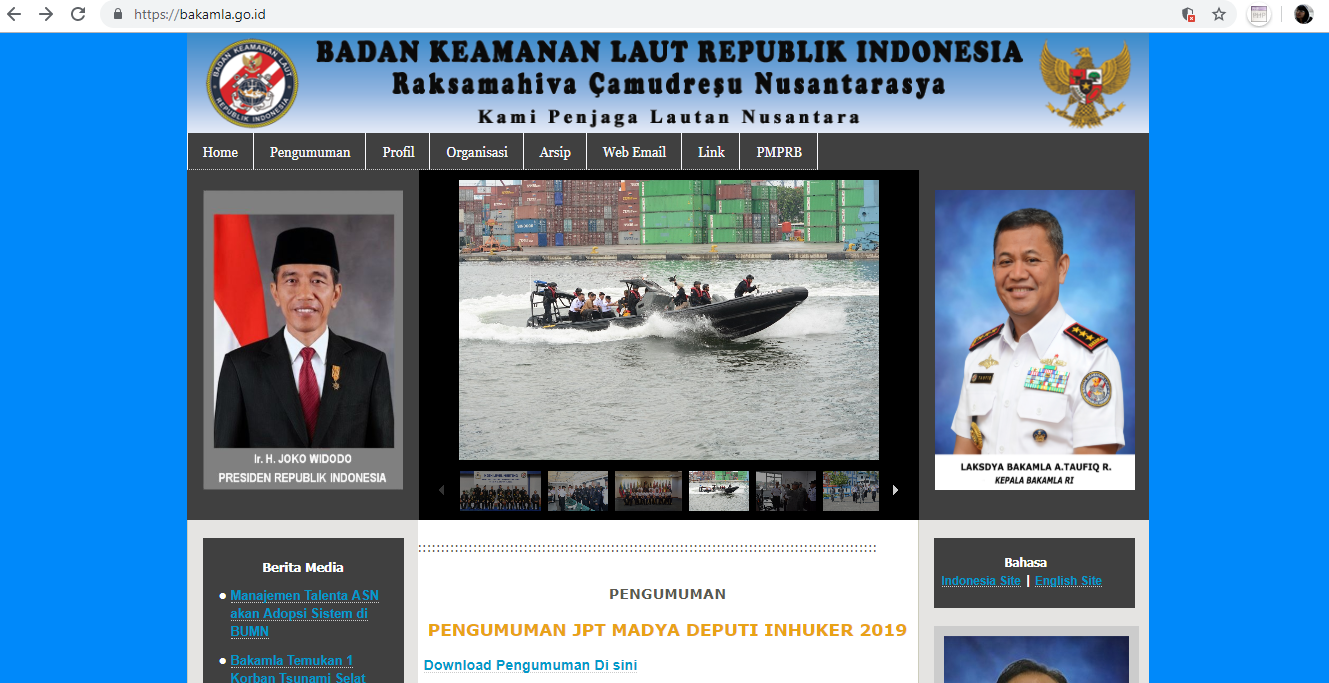 https://bakamla.go.id
BADAN KEAMANAN LAUT REPUBLIK INDONESIA
Raksamahiva Çamudreşu Nusantarasya
Kami Penjaga Lautan Nusantara
BADAN KEAMANAN LAUT
REPUBLIK INDONESIA
Home Pengumuman Profil Organisasi Arsip Web Email Link PMPRB
Ir. H. JOKO WIDODO
PRESIDEN REPUBLIK INDONESIA
LAKSDYA BAKAMLA A.TAUFIQ R.
KEPALA BAKAMLA RI
Berita Media
Manajemen Talenta ASN
akan Adopsi Sistem di
BUMN
Bakamla Temukan 1
Korban Tsunami Selat
PENGUMUMAN
PENGUMUMAN JPT MADYA DEPUTI INHUKER 2019
Download Pengumuman Di sini
Bahasa
Indonesia Site | English Site